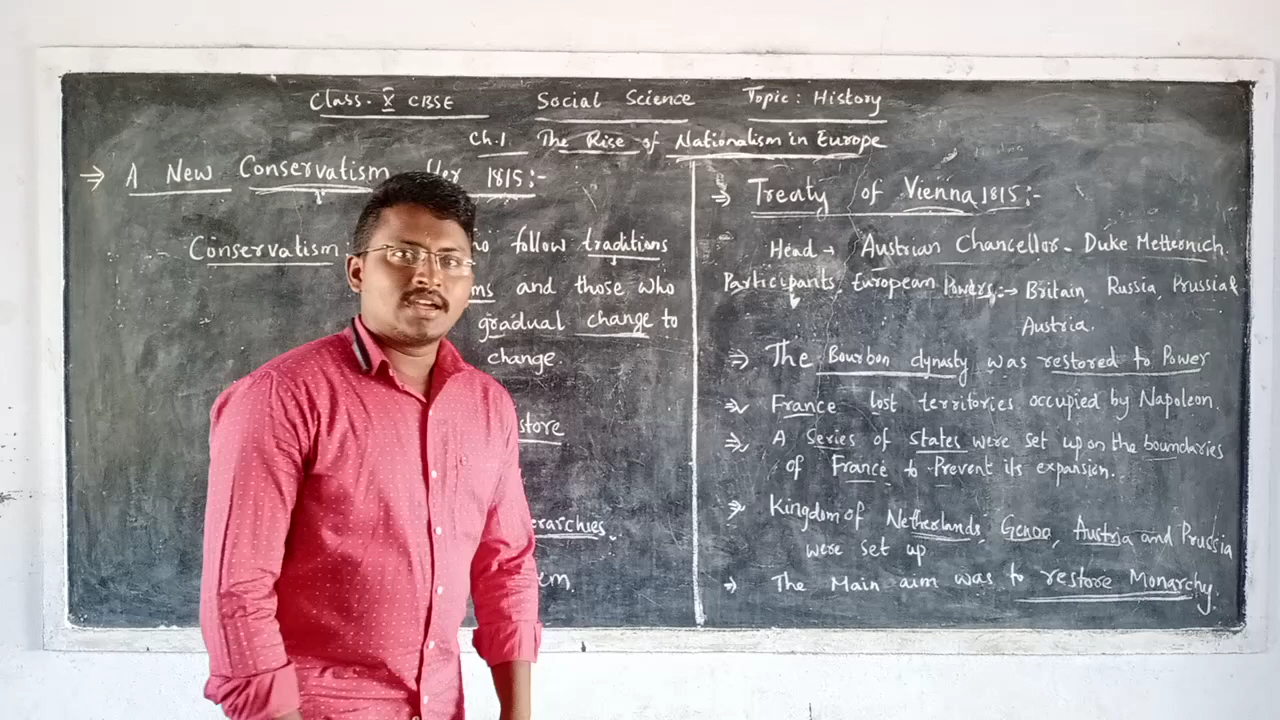 Class. X CBSE Social Science Topic: History
Ch.1 The Rise of Nationalism in Europe
⇒ A New Conservatism 1815:-
- Conservatism follow traditions
and those who
gradual change to
change.
⇒ Treaty of Vienna 1815:-
Head → Austrian Chancellor - Duke Metternich.
Participants, European Powers:→ Britain, Russia, Prussia &
Austria.
⇒ The Bourbon dynasty was restored to Power
⇒ France lost territories occupied by Napoleon.
⇒ A Series of states were set up on the boundaries
of France to Prevent its expansion.
⇒ Kingdom of Netherlands, Genoa, Austria and Prussia
were set up
⇒ The Main aim was to restore Monarchy.